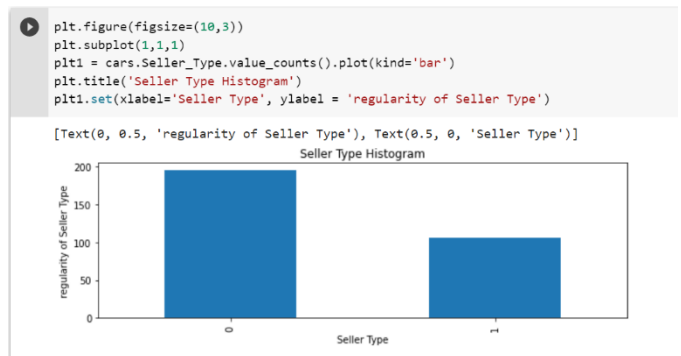 plt.figure(figsize=(10,3))
plt.subplot(1,1,1)
plt1 = cars.Seller_Type.value_counts().plot(kind='bar')
plt.title('Seller Type Histogram')
plt1.set(xlabel='Seller Type', ylabel = 'regularity of Seller Type')
[Text(0, 0.5, 'regularity of Seller Type'), Text(0.5, 0, 'Seller Type')]
Seller Type Histogram
regularity of Seller Type
200
150
100
50
0
0
1
Seller Type